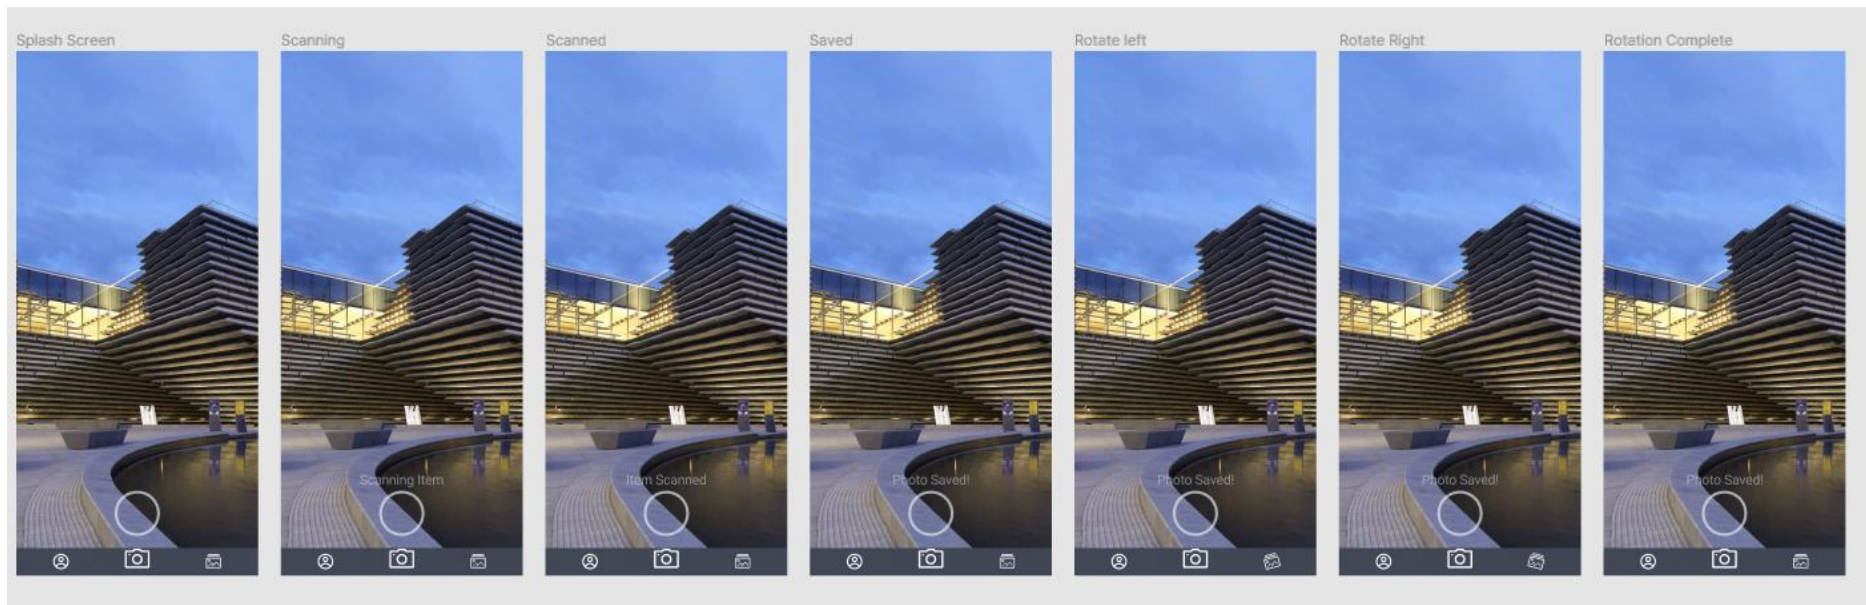 Splash Screen
Scanning
Scanned
Saved
Rotate left
Rotate Right
Rotation Complete
Scanning Item
Item Scanned
Photo Saved!
Photo Saved!
Photo Saved!
Photo Saved!